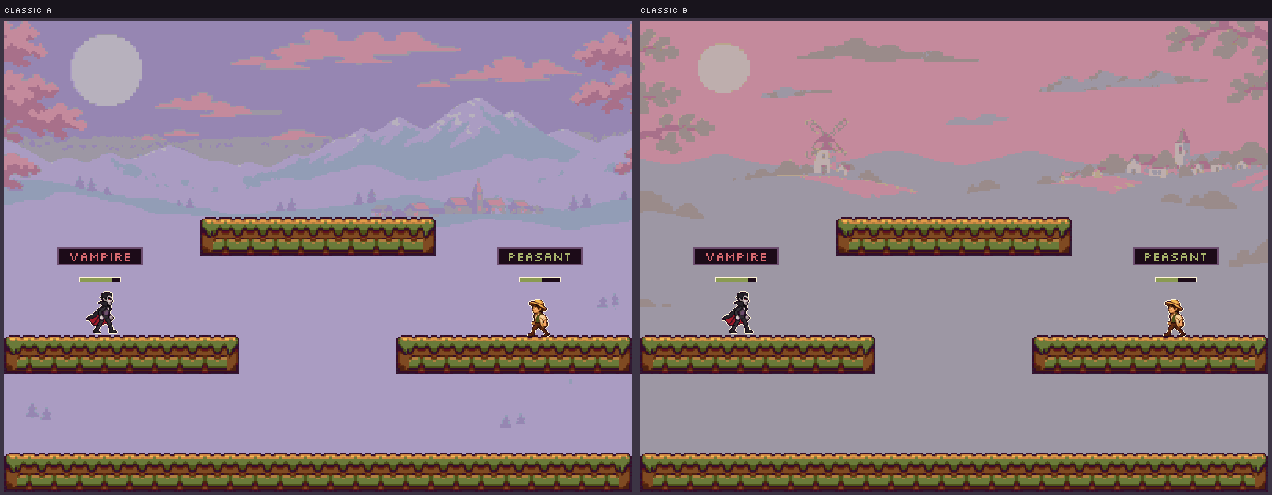 CLASSIC A
CLASSIC B
VAMPIRE
PEASANT
VAMPIRE
PEASANT